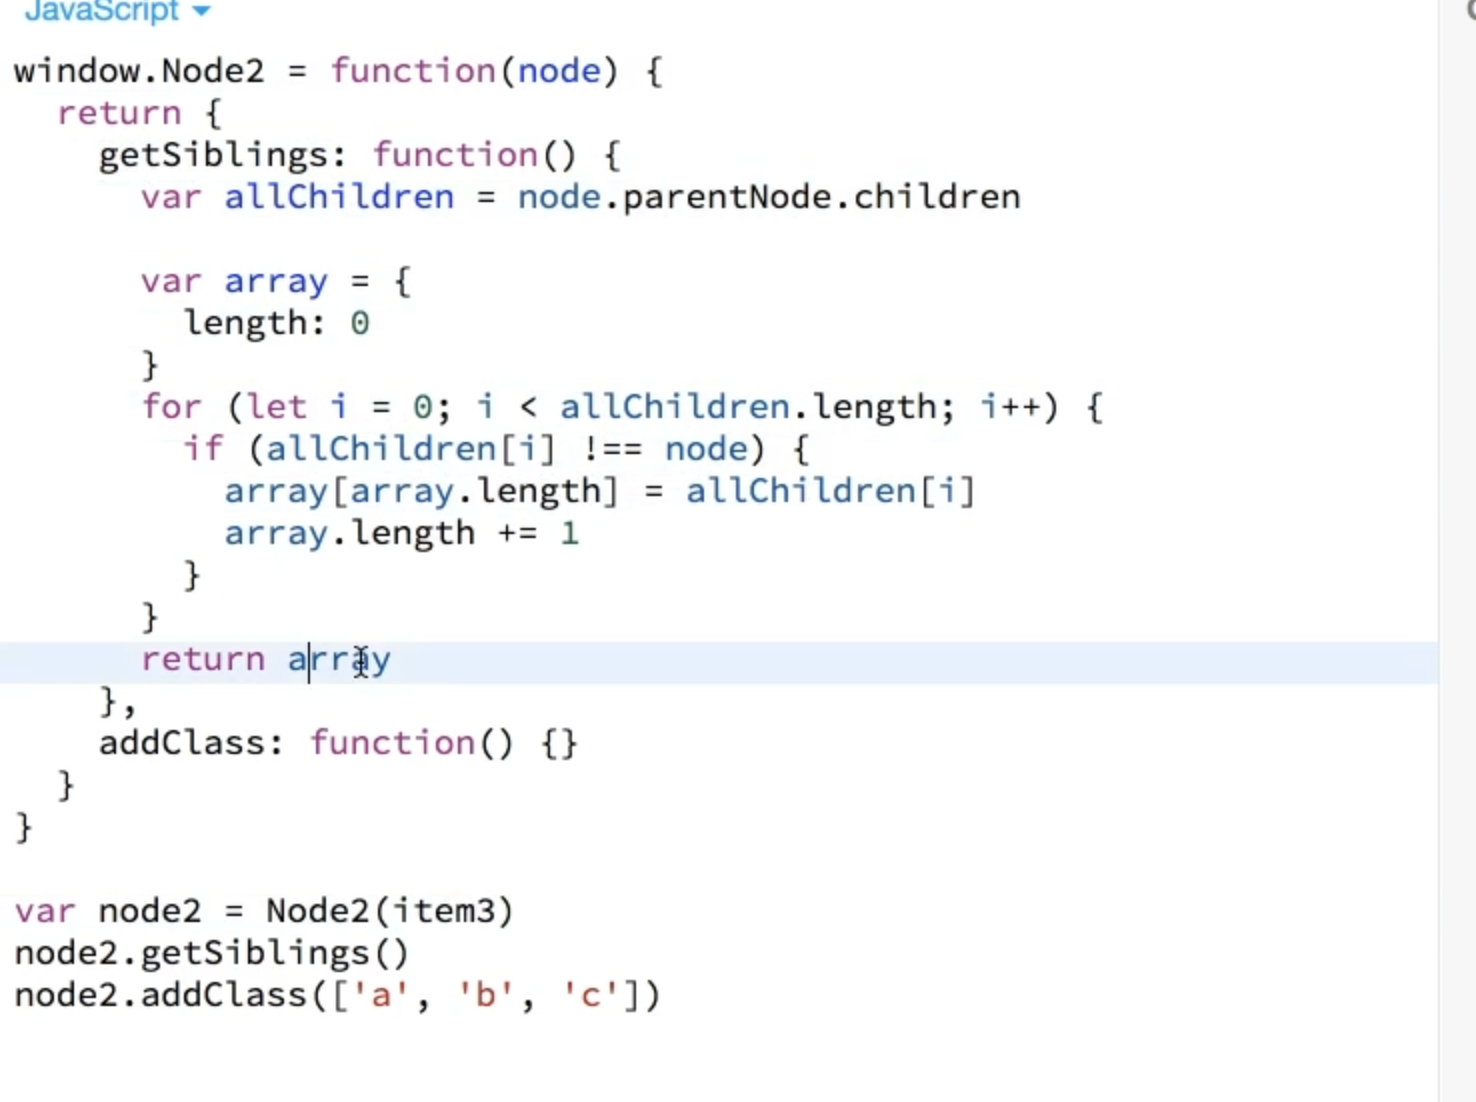 JavaScript
window.Node2 = function(node) {
  return {
    getSiblings: function() {
      var allChildren = node.parentNode.children
      var array = {
        length: 0
      }
      for (let i = 0; i < allChildren.length; i++) {
        if (allChildren[i] !== node) {
          array[array.length] = allChildren[i]
          array.length += 1
        }
      }
      return array
    },
    addClass: function() {}
  }
}
var node2 = Node2(item3)
node2.getSiblings()
node2.addClass(['a', 'b', 'c'])